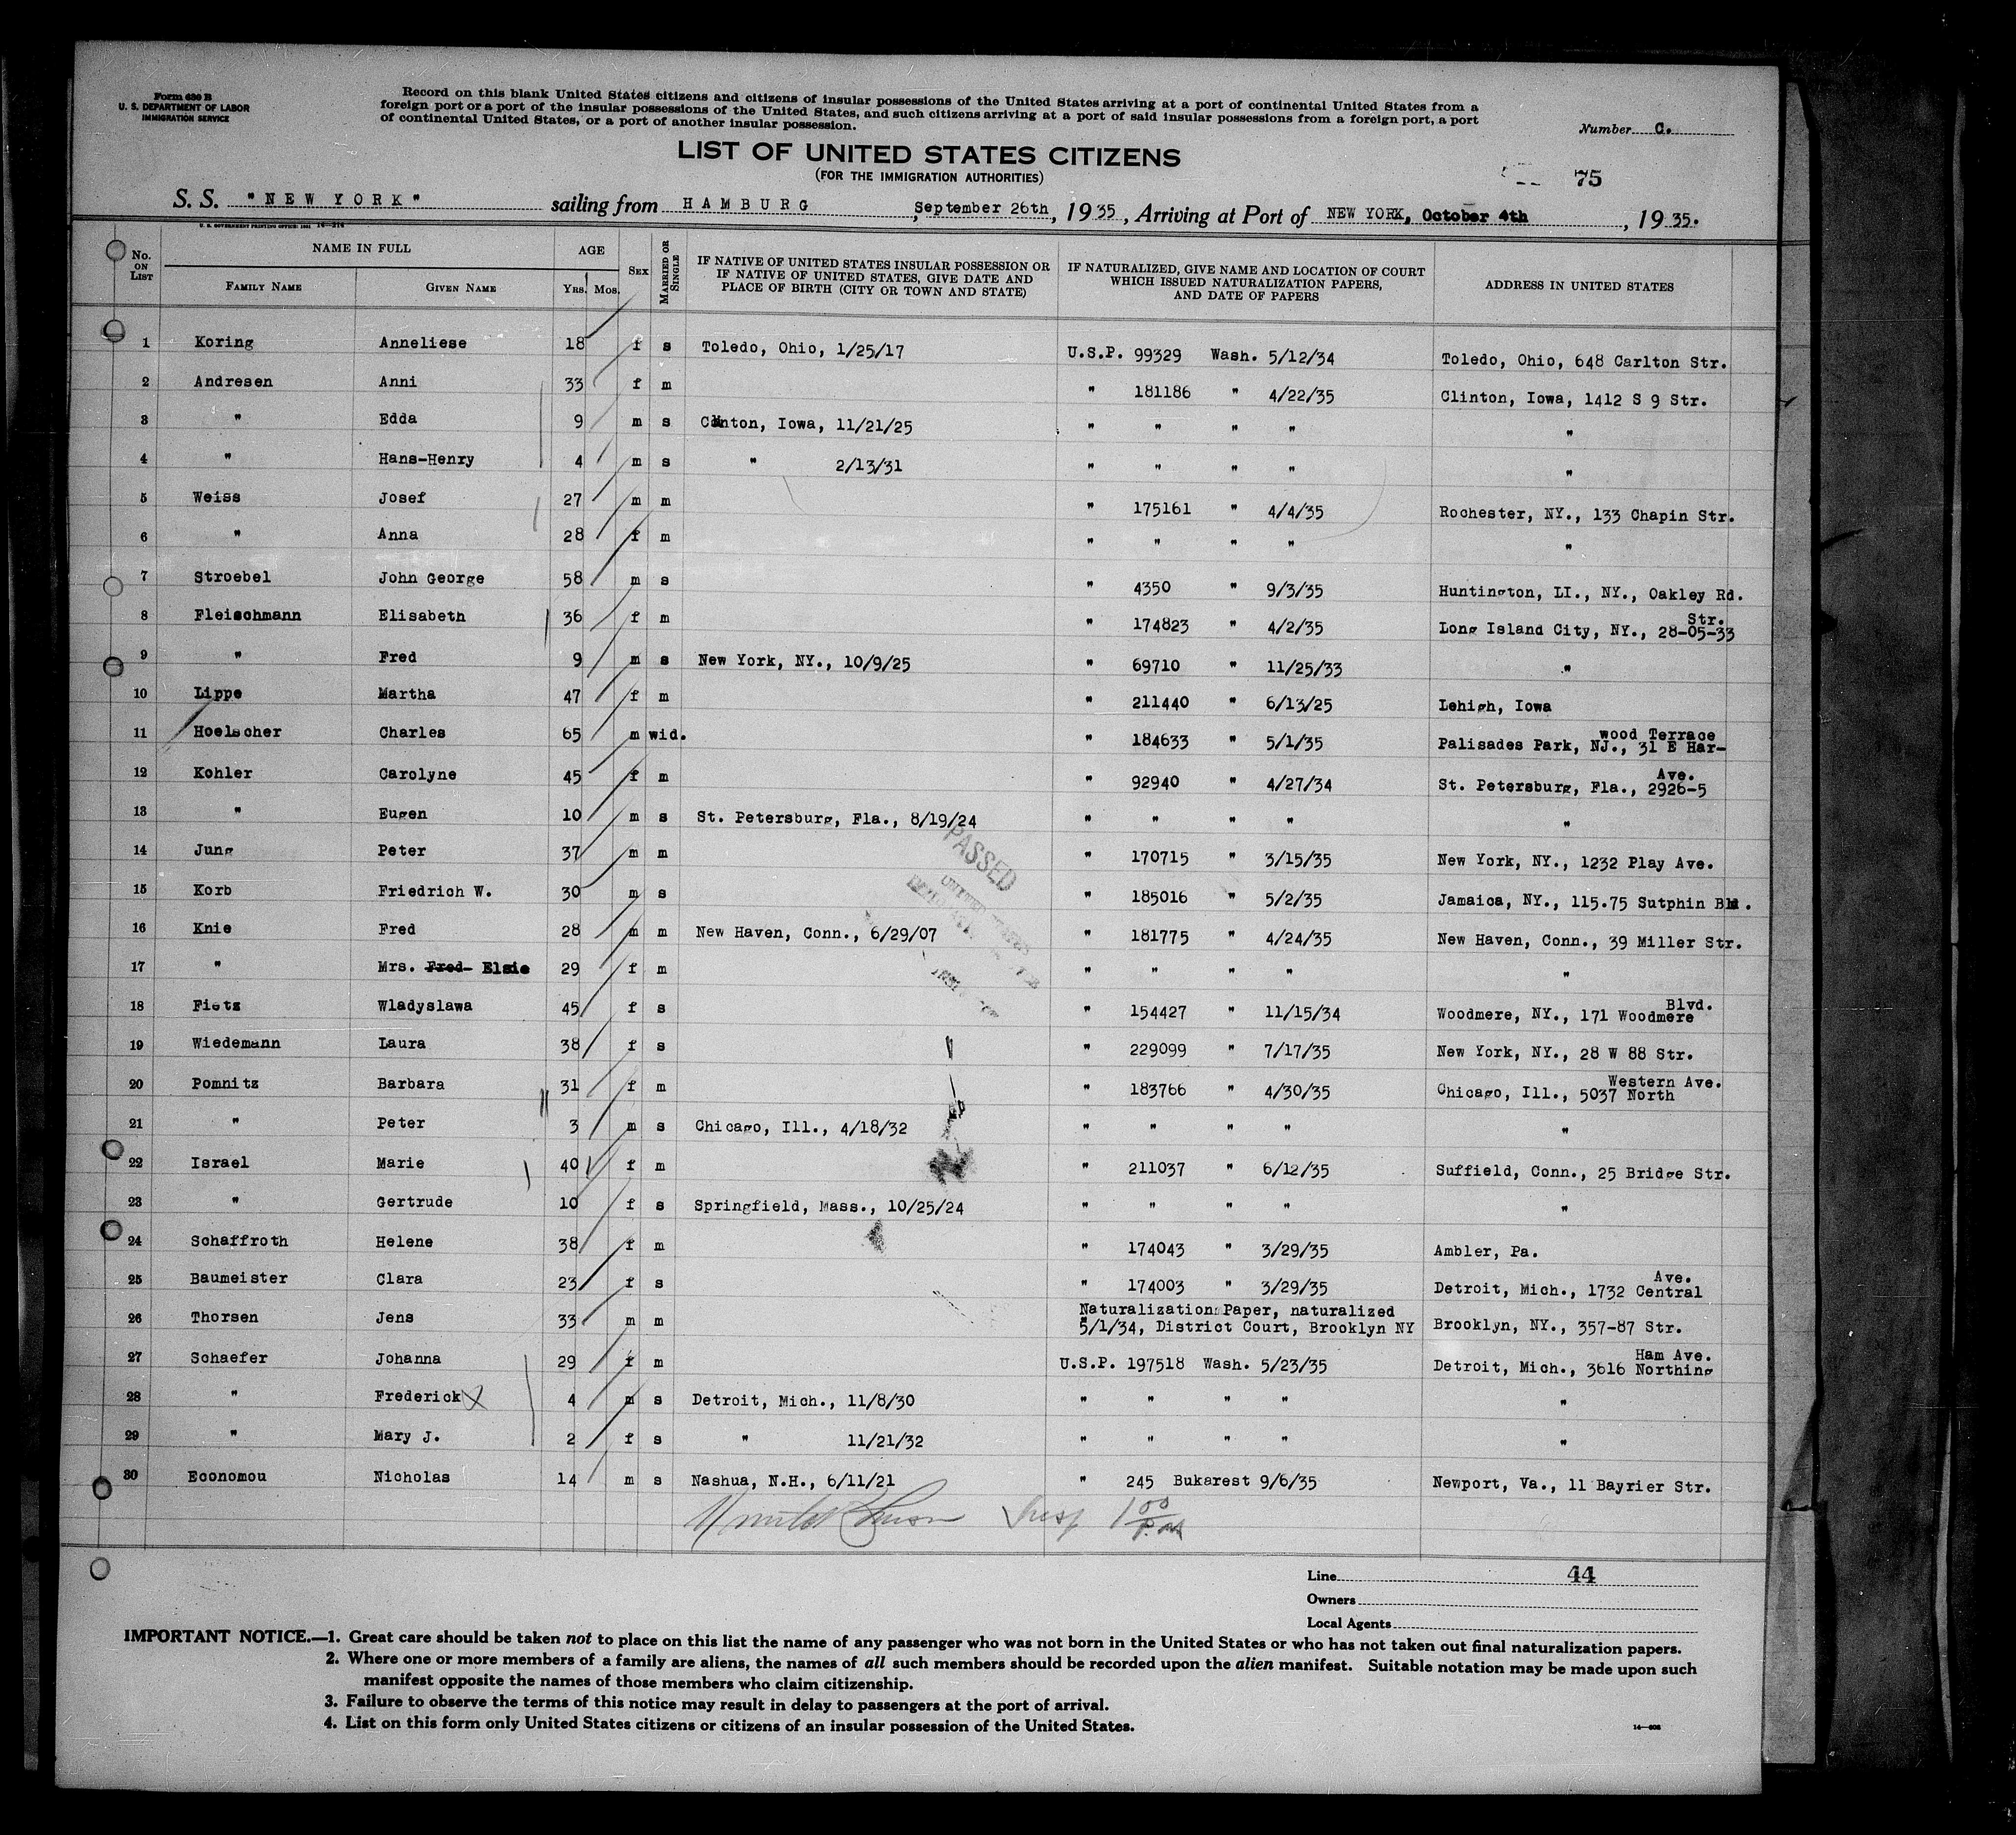 Form 630 B
U. S. DEPARTMENT OF LABOR
IMMIGRATION SERVICE
Record on this blank United States citizens and citizens of insular possessions of the United States arriving at a port of continental United States from a
foreign port or a port of the insular possessions of the United States, and such citizens arriving at a port of said insular possessions from a foreign port, a port
of continental United States, or a port of another insular possession.
Number C.
LIST OF UNITED STATES CITIZENS
(FOR THE IMMIGRATION AUTHORITIES)
75
S. S. "NEW YORK" sailing from HAMBURG, September 26th, 1935, Arriving at Port of NEW YORK, October 4th, 1935.
No. ON LIST NAME IN FULL AGE SEX MARRIED OR SINGLE IF NATIVE OF UNITED STATES INSULAR POSSESSION OR IF NATIVE OF UNITED STATES, GIVE DATE AND PLACE OF BIRTH (CITY OR TOWN AND STATE) IF NATURALIZED, GIVE NAME AND LOCATION OF COURT WHICH ISSUED NATURALIZATION PAPERS, AND DATE OF PAPERS ADDRESS IN UNITED STATES
FAMILY NAME GIVEN NAME YRS. MOS.
1 Koring Anneliese 18 f s Toledo, Ohio, 1/25/17 U.S.P. 99329 Wash. 5/12/34 Toledo, Ohio, 648 Carlton Str.
2 Andresen Anni 33 f m " 181186 " 4/22/35 Clinton, Iowa, 1412 S 9 Str.
3 " Edda 9 m s Clinton, Iowa, 11/21/25 " " " " "
4 " Hans-Henry 4 m s " 2/13/31 " " " " "
5 Weiss Josef 27 m m " 175161 " 4/4/35 Rochester, NY., 133 Chapin Str.
6 " Anna 28 f m " " " " "
7 Stroebel John George 58 m s " 4350 " 9/3/35 Huntington, LI., NY., Oakley Rd.
8 Fleischmann Elisabeth 36 f m " 174823 " 4/2/35 Long Island City, NY., 28-05-33 Str.
9 " Fred 9 m s New York, NY., 10/9/25 " 69710 " 11/25/33 "
10 Lippe Martha 47 f m " 211440 " 6/13/25 Lehigh, Iowa
11 Hoelscher Charles 65 m wid. " 184633 " 5/1/35 Palisades Park, NJ., 31 E Har-wood Terrace
12 Kohler Carolyne 45 f m " 92940 " 4/27/34 St. Petersburg, Fla., 2926-5 Ave.
13 " Eugen 10 m s St. Petersburg, Fla., 8/19/24 " " " " "
14 Jung Peter 37 m m " 170715 " 3/15/35 New York, NY., 1232 Play Ave.
15 Korb Friedrich W. 30 m s " 185016 " 5/2/35 Jamaica, NY., 115.75 Sutphin Bld.
16 Knie Fred 28 m m New Haven, Conn., 6/29/07 " 181775 " 4/24/35 New Haven, Conn., 39 Miller Str.
17 " Mrs. Fred- Elsie 29 f m " " " " "
18 Fietz Wladyslawa 45 f s " 154427 " 11/15/34 Woodmere, NY., 171 Woodmere Blvd.
19 Wiedemann Laura 38 f s " 229099 " 7/17/35 New York, NY., 28 W 88 Str.
20 Pomnitz Barbara 31 f m " 183766 " 4/30/35 Chicago, Ill., 5037 North Western Ave.
21 " Peter 3 m s Chicago, Ill., 4/18/32 " " " " "
22 Israel Marie 40 f m " 211037 " 6/12/35 Suffield, Conn., 25 Bridge Str.
23 " Gertrude 10 f s Springfield, Mass., 10/25/24 " " " " "
24 Schaffroth Helene 38 f m " 174043 " 3/29/35 Ambler, Pa.
25 Baumeister Clara 23 f s " 174003 " 3/29/35 Detroit, Mich., 1732 Central Ave.
26 Thorsen Jens 33 m m Naturalization Paper, naturalized 5/1/34, District Court, Brooklyn NY Brooklyn, NY., 357-87 Str.
27 Schaefer Johanna 29 f m U.S.P. 197518 Wash. 5/23/35 Detroit, Mich., 3616 Northing Ham Ave.
28 " Frederick X 4 m s Detroit, Mich., 11/8/30 " " " " "
29 " Mary J. 2 f s " 11/21/32 " " " " "
30 Economou Nicholas 14 m s Nashua, N.H., 6/11/21 " 245 Bukarest 9/6/35 Newport, Va., 11 Bayrier Str.
PASSED
Insp 1 00 P.M
Line 44
Owners
Local Agents
IMPORTANT NOTICE.—1. Great care should be taken not to place on this list the name of any passenger who was not born in the United States or who has not taken out final naturalization papers.
2. Where one or more members of a family are aliens, the names of all such members should be recorded upon the alien manifest. Suitable notation may be made upon such
manifest opposite the names of those members who claim citizenship.
3. Failure to observe the terms of this notice may result in delay to passengers at the port of arrival.
4. List on this form only United States citizens or citizens of an insular possession of the United States.